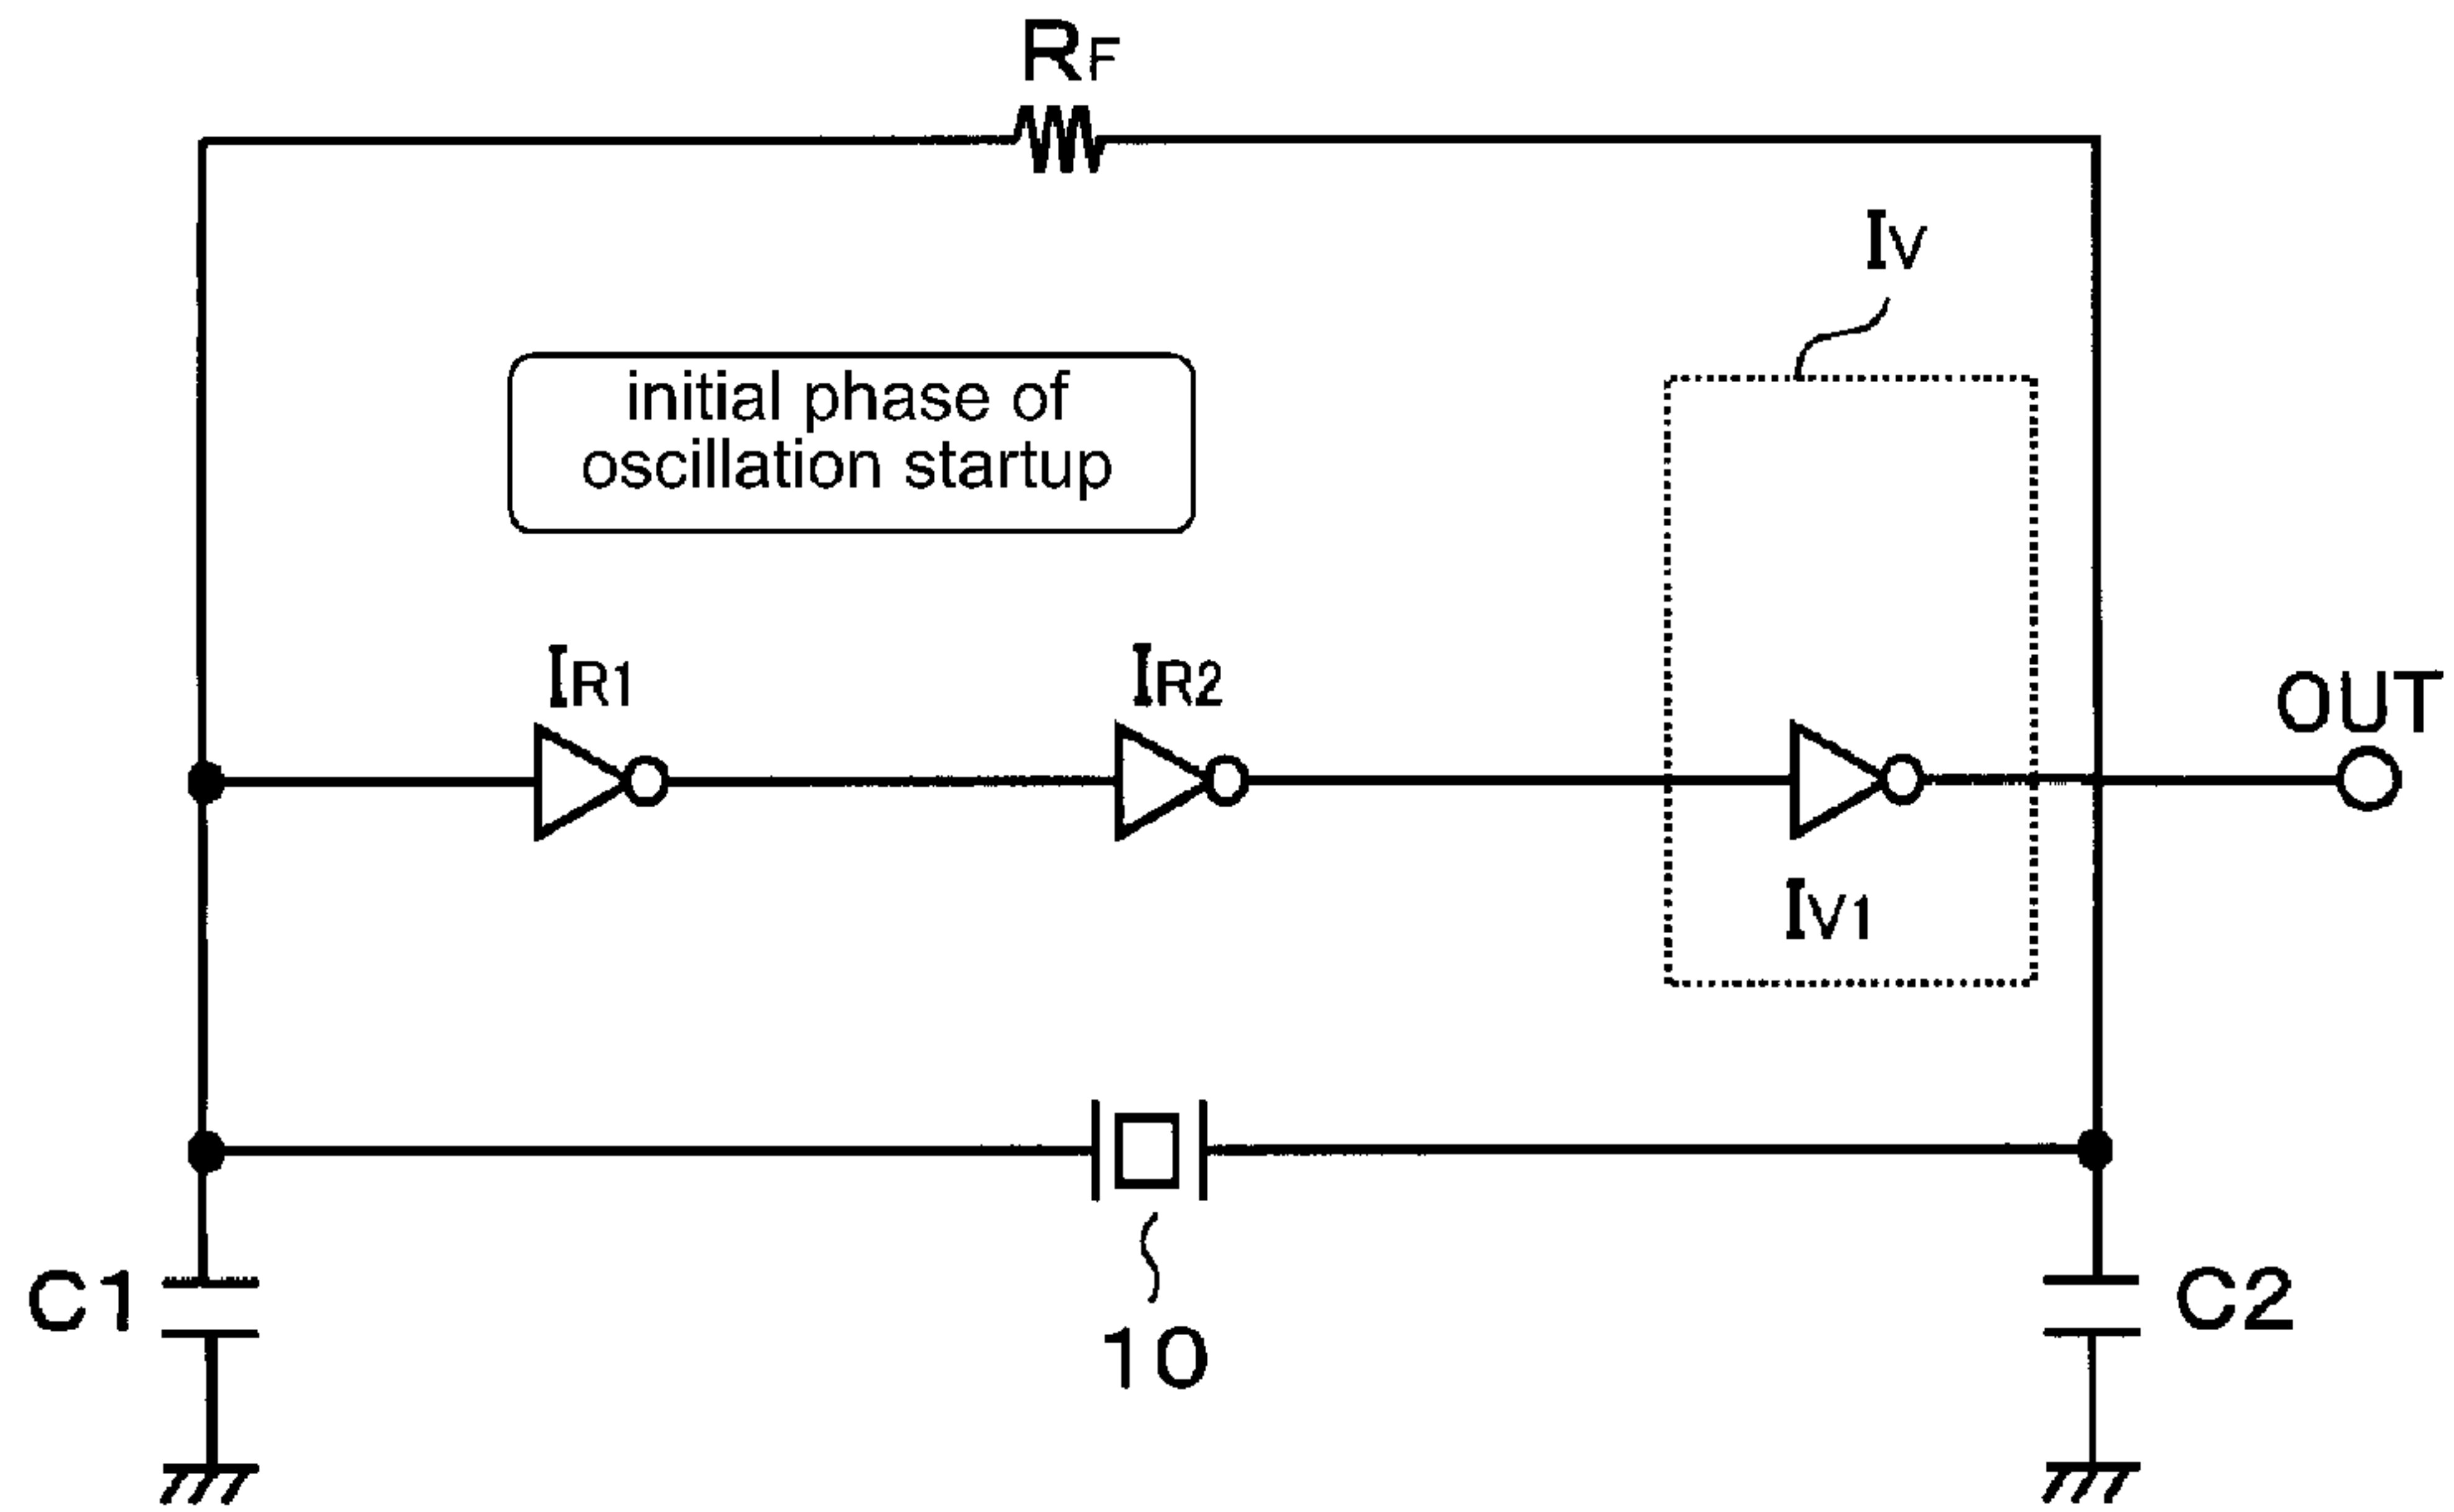 RF
IV
initial phase of
oscillation startup
IR1
IR2
OUT
IV1
C1
10
C2